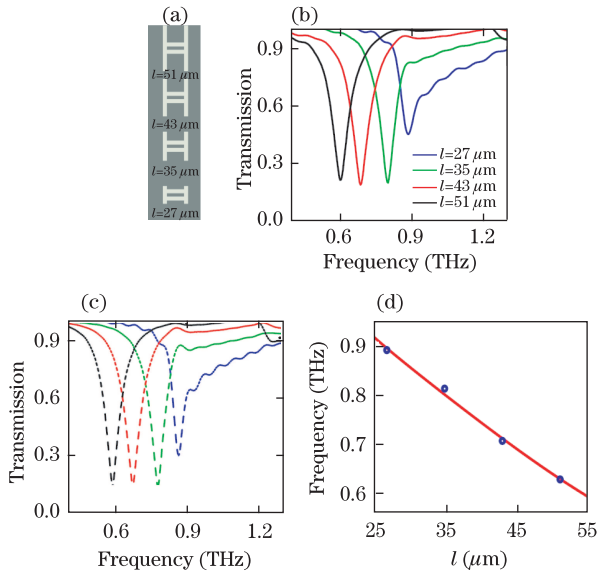 (a)
l=51 μm
l=43 μm
l=35 μm
l=27 μm
(b)
Transmission
0.9
0.6
0.3
0.0
l=27 μm
l=35 μm
l=43 μm
l=51 μm
0.6 0.9 1.2
Frequency (THz)
(c)
Transmission
0.9
0.6
0.3
0.0
0.6 0.9 1.2
Frequency (THz)
(d)
Frequency (THz)
0.9
0.8
0.7
0.6
25 35 45 55
l (μm)